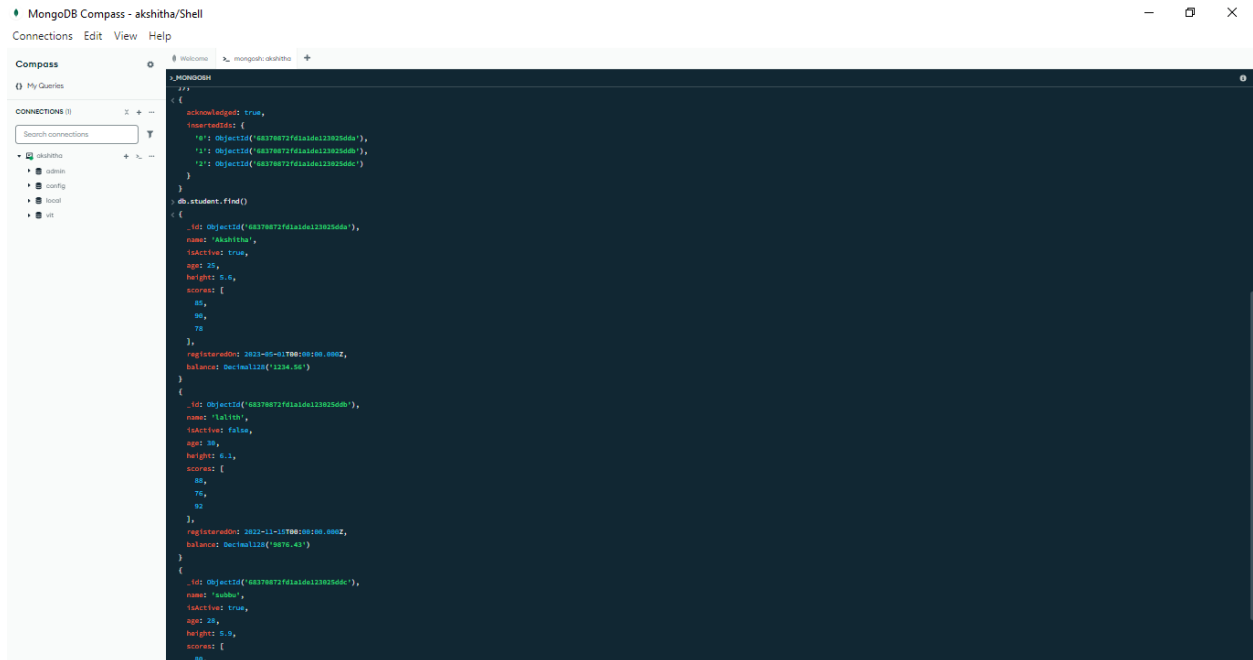 MongoDB Compass - akshitha/Shell
Connections Edit View Help
Compass
{} My Queries
CONNECTIONS (1)
Search connections
akshitha
admin
config
local
vit
Welcome
>_ mongosh: akshitha +
>_MONGOSH
});
< {
acknowledged: true,
insertedIds: {
'0': ObjectId('68370872fd1a1de123025dda'),
'1': ObjectId('68370872fd1a1de123025ddb'),
'2': ObjectId('68370872fd1a1de123025ddc')
}
}
> db.student.find()
< {
_id: ObjectId('68370872fd1a1de123025dda'),
name: 'Akshitha',
isActive: true,
age: 25,
height: 5.6,
scores: [
85,
90,
78
],
registeredOn: 2023-05-01T00:00:00.000Z,
balance: Decimal128('1234.56')
}
{
_id: ObjectId('68370872fd1a1de123025ddb'),
name: 'lalith',
isActive: false,
age: 30,
height: 6.1,
scores: [
88,
76,
92
],
registeredOn: 2022-11-15T00:00:00.000Z,
balance: Decimal128('9876.43')
}
{
_id: ObjectId('68370872fd1a1de123025ddc'),
name: 'subbu',
isActive: true,
age: 28,
height: 5.9,
scores: [